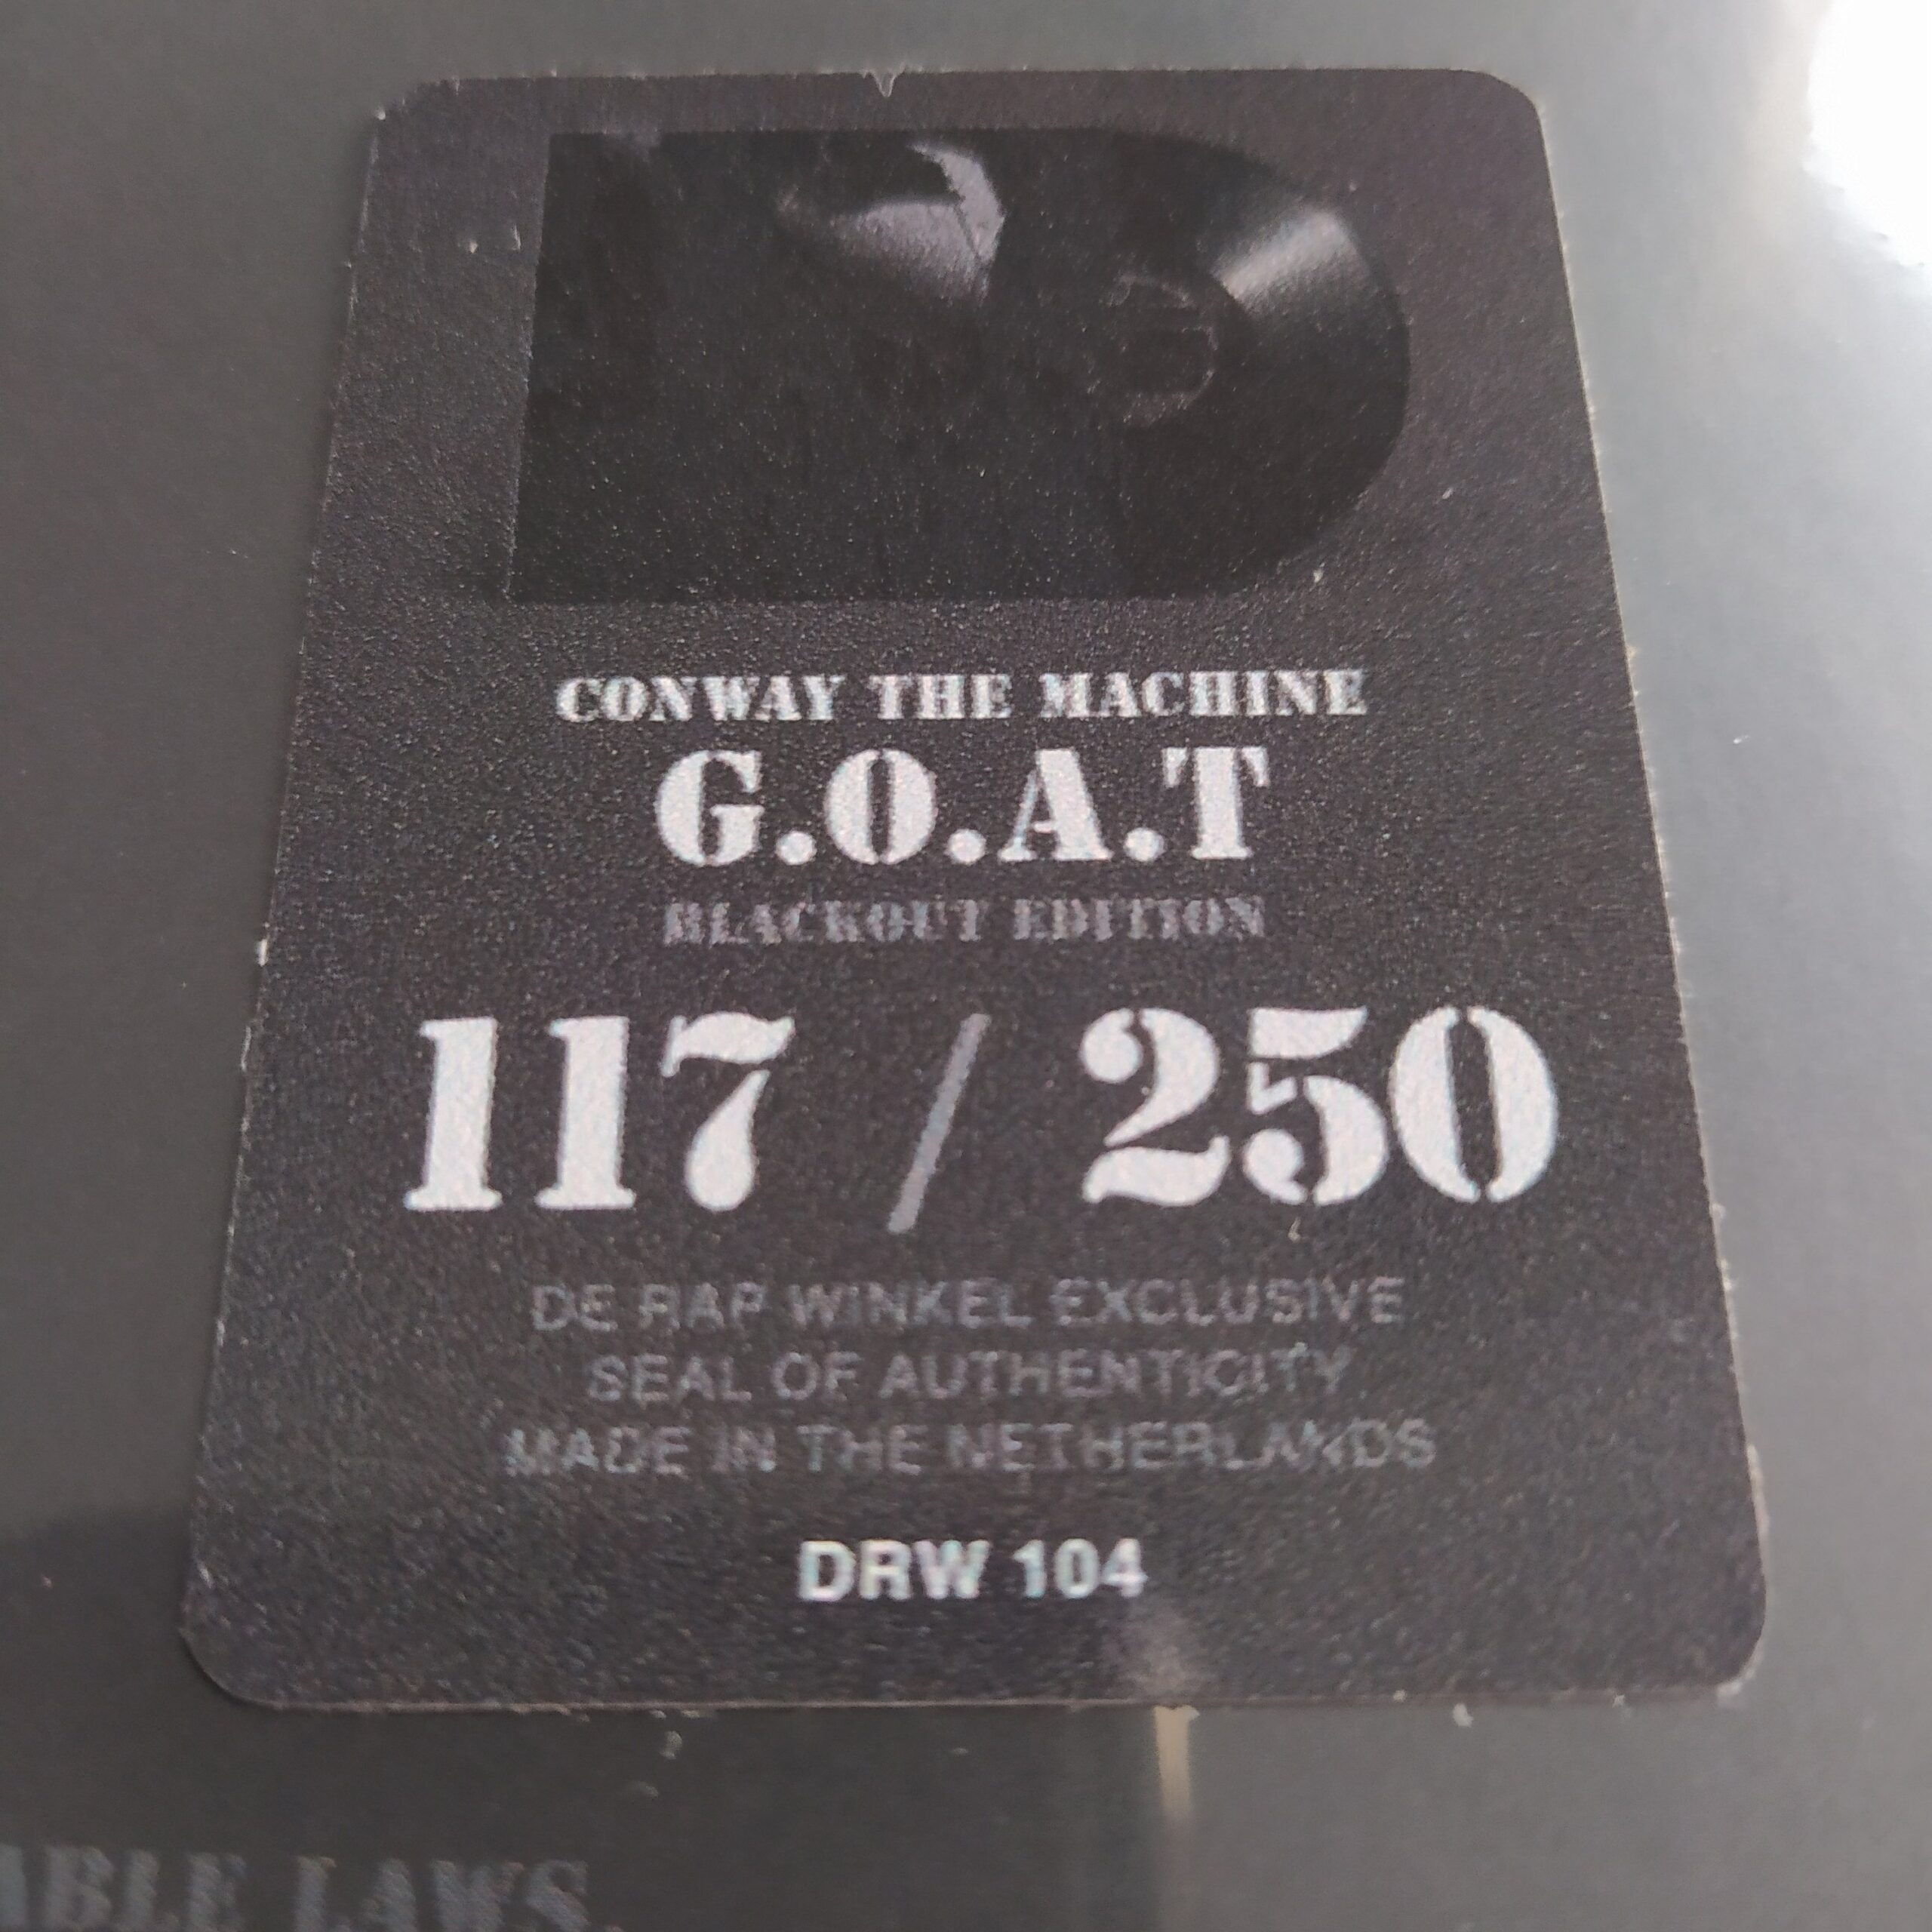 CONWAY THE MACHINE
G.O.A.T
BLACKOUT EDITION
117 / 250
DE RAP WINKEL EXCLUSIVE
SEAL OF AUTHENTICITY
MADE IN THE NETHERLANDS
DRW 104
LAWS.